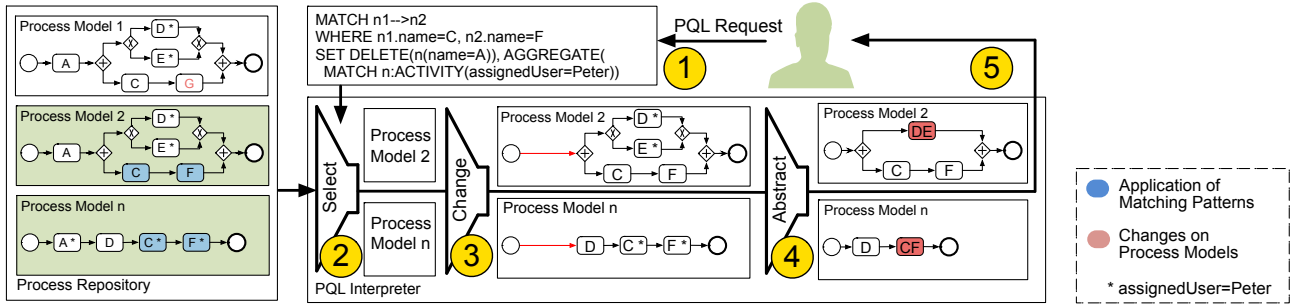 Process Model 1
A
D *
E *
C
G
Process Model 2
A
D *
E *
C
F
Process Model n
A *
D
C *
F *
Process Repository
MATCH n1-->n2
WHERE n1.name=C, n2.name=F
SET DELETE(n(name=A)), AGGREGATE(
MATCH n:ACTIVITY(assignedUser=Peter))
PQL Request
1
5
Select
2
Process
Model 2
Process
Model n
Change
3
Process Model 2
D *
E *
C
F
Process Model n
D
C *
F *
Abstract
4
Process Model 2
DE
C
F
Process Model n
D
CF
PQL Interpreter
Application of
Matching Patterns
Changes on
Process Models
* assignedUser=Peter